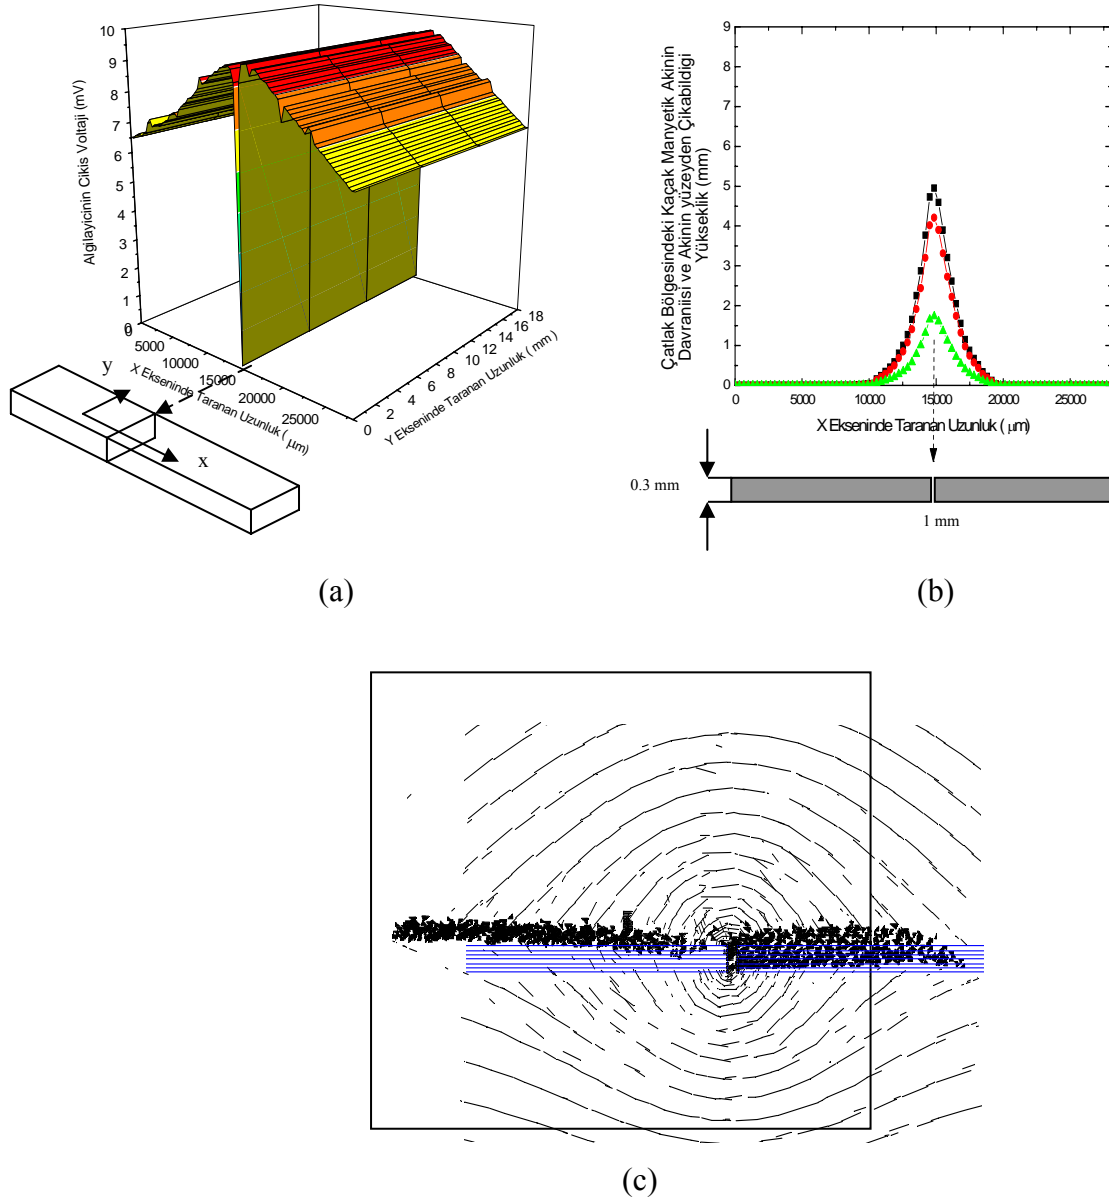 10
9
8
7
6
5
4
3
2
1
0
Algilayicinin Cikis Voltaji (mV)
0
5000
10000
15000
20000
25000
X Ekseninde Taranan Uzunluk ( μm)
0
2
4
6
8
10
12
14
16
18
Y Ekseninde Taranan Uzunluk ( mm)
y
x
(a)
Çatlak Bölgesindeki Kaçak Manyetik Akinin
Davraniisi ve Akinin yüzeyden Çikabildigi
Yükseklik (mm)
9
8
7
6
5
4
3
2
1
0
0 5000 10000 15000 20000 25000
X Ekseninde Taranan Uzunluk ( μm)
0.3 mm
1 mm
(b)
(c)